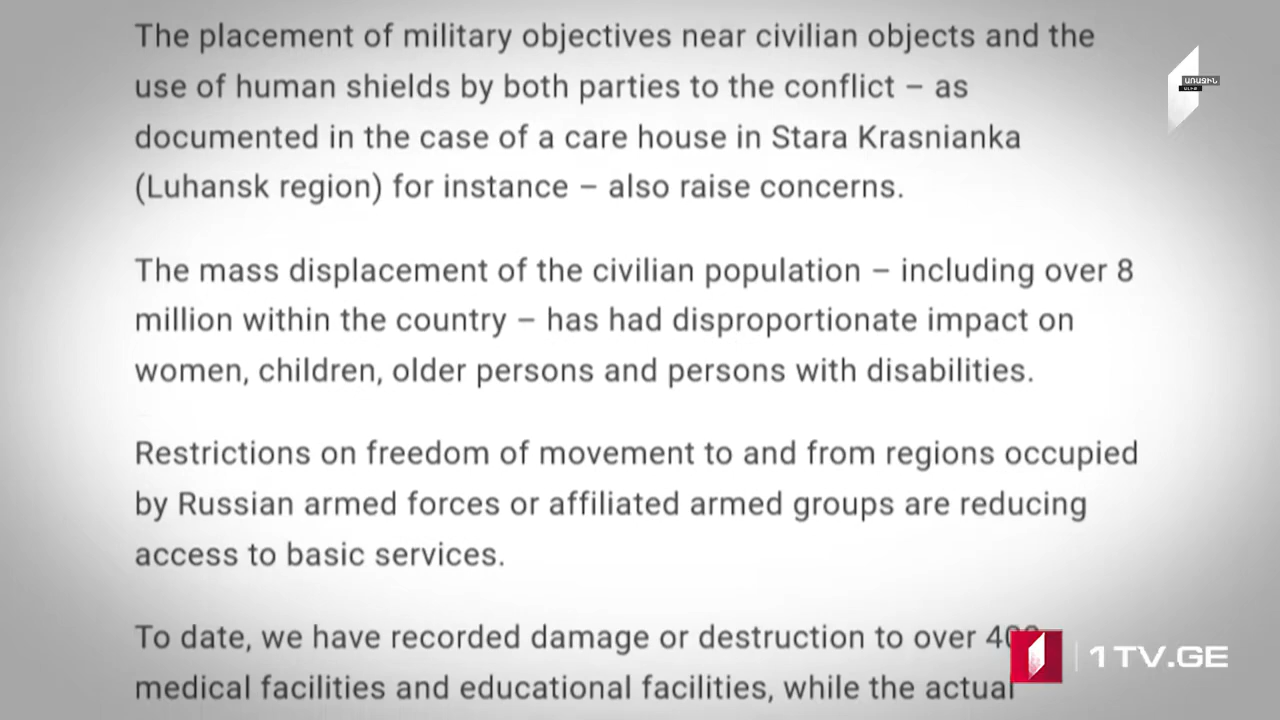 The placement of military objectives near civilian objects and the
use of human shields by both parties to the conflict – as
documented in the case of a care house in Stara Krasnianka
(Luhansk region) for instance – also raise concerns.
The mass displacement of the civilian population – including over 8
million within the country – has had disproportionate impact on
women, children, older persons and persons with disabilities.
Restrictions on freedom of movement to and from regions occupied
by Russian armed forces or affiliated armed groups are reducing
access to basic services.
To date, we have recorded damage or destruction to over
medical facilities and educational facilities, while the actual
ԱՌԱՋԻՆ
ԱԼԻՔ
1TV.GE